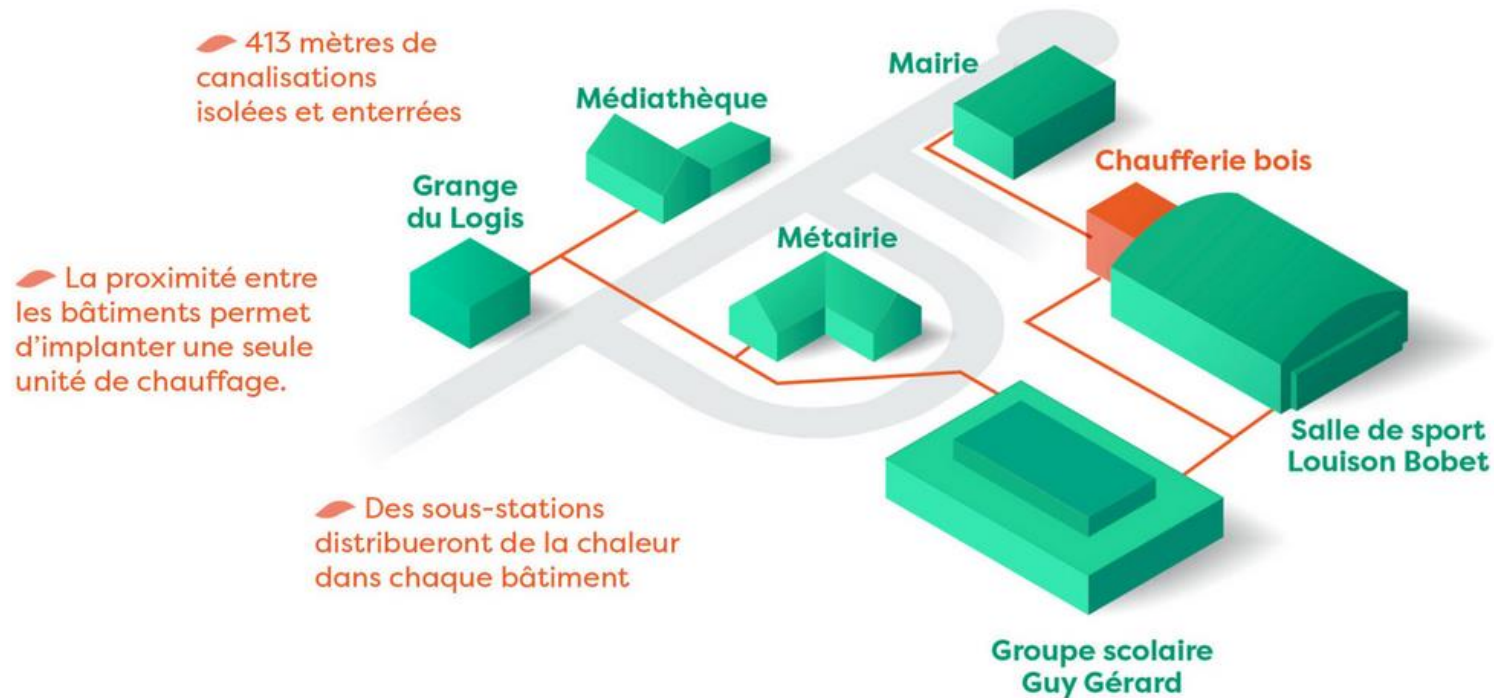 413 mètres de
canalisations
isolées et enterrées
Médiathèque
Mairie
Chaufferie bois
Grange
du Logis
Métairie
La proximité entre
les bâtiments permet
d’implanter une seule
unité de chauffage.
Salle de sport
Louison Bobet
Des sous-stations
distribueront de la chaleur
dans chaque bâtiment
Groupe scolaire
Guy Gérard